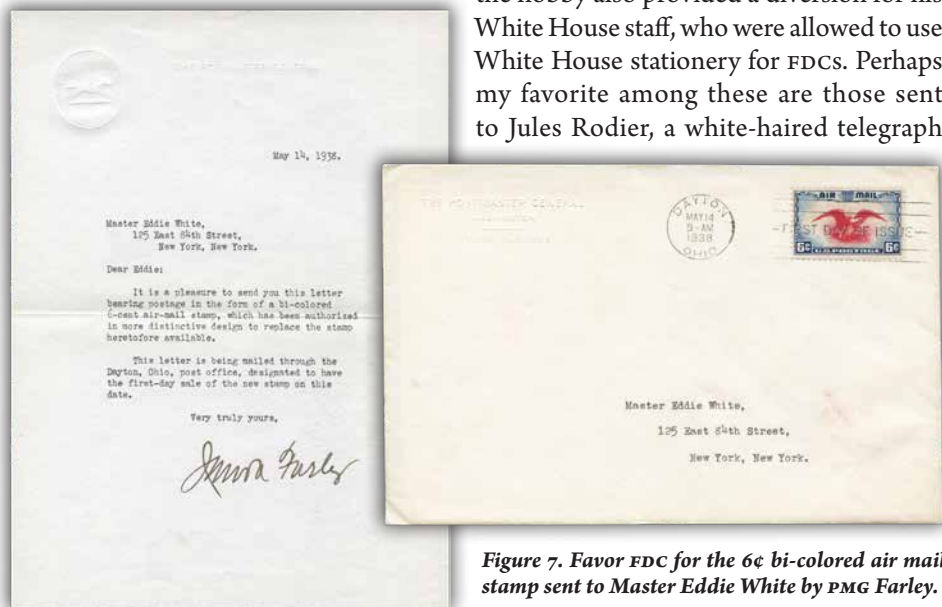 the hobby also provided a diversion for his
White House staff, who were allowed to use
White House stationery for FDCs. Perhaps
my favorite among these are those sent
to Jules Rodier, a white-haired telegraph
May 14, 1938.
Master Eddie White,
125 East 84th Street,
New York, New York.
Dear Eddie:
It is a pleasure to send you this letter
bearing postage in the form of a bi-colored
6-cent air-mail stamp, which has been authorized
in more distinctive design to replace the stamp
heretofore available.
This letter is being mailed through the
Dayton, Ohio, post office, designated to have
the first-day sale of the new stamp on this
date.
Very truly yours,
James Farley
THE POSTMASTER GENERAL
DAYTON
MAY 14
9-AM
1938
OHIO
AIR MAIL
FIRST DAY OF ISSUE
6¢ 6¢
U.S. POSTAGE
Master Eddie White,
125 East 84th Street,
New York, New York.
Figure 7. Favor FDC for the 6¢ bi-colored air mail
stamp sent to Master Eddie White by PMG Farley.